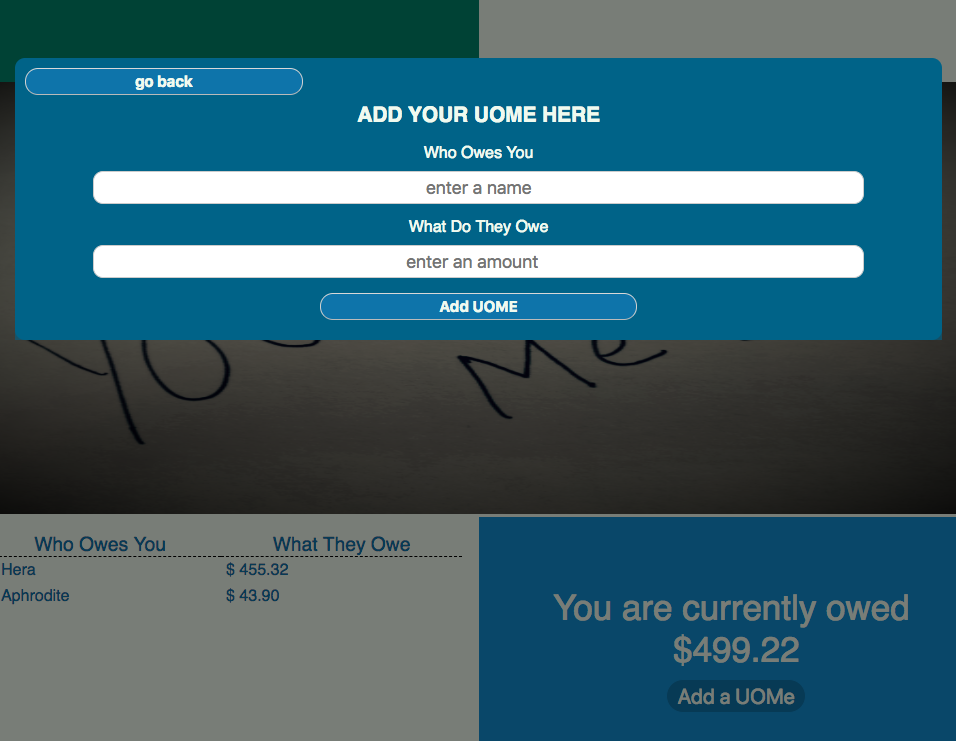 go back
ADD YOUR UOME HERE
Who Owes You
enter a name
What Do They Owe
enter an amount
Add UOME
Me
Who Owes You What They Owe
Hera $ 455.32
Aphrodite $ 43.90
You are currently owed
$499.22
Add a UOMe